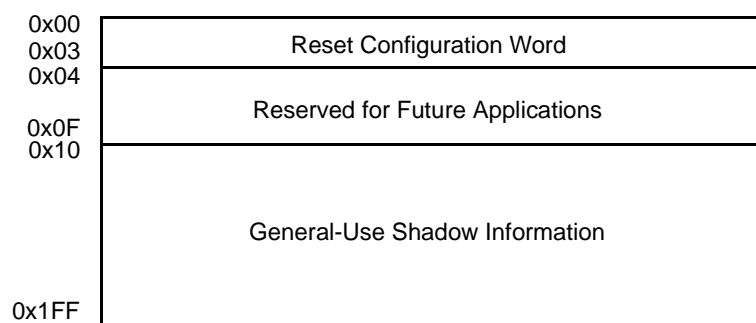 0x00
Reset Configuration Word
0x03
0x04
Reserved for Future Applications
0x0F
0x10
General-Use Shadow Information
0x1FF